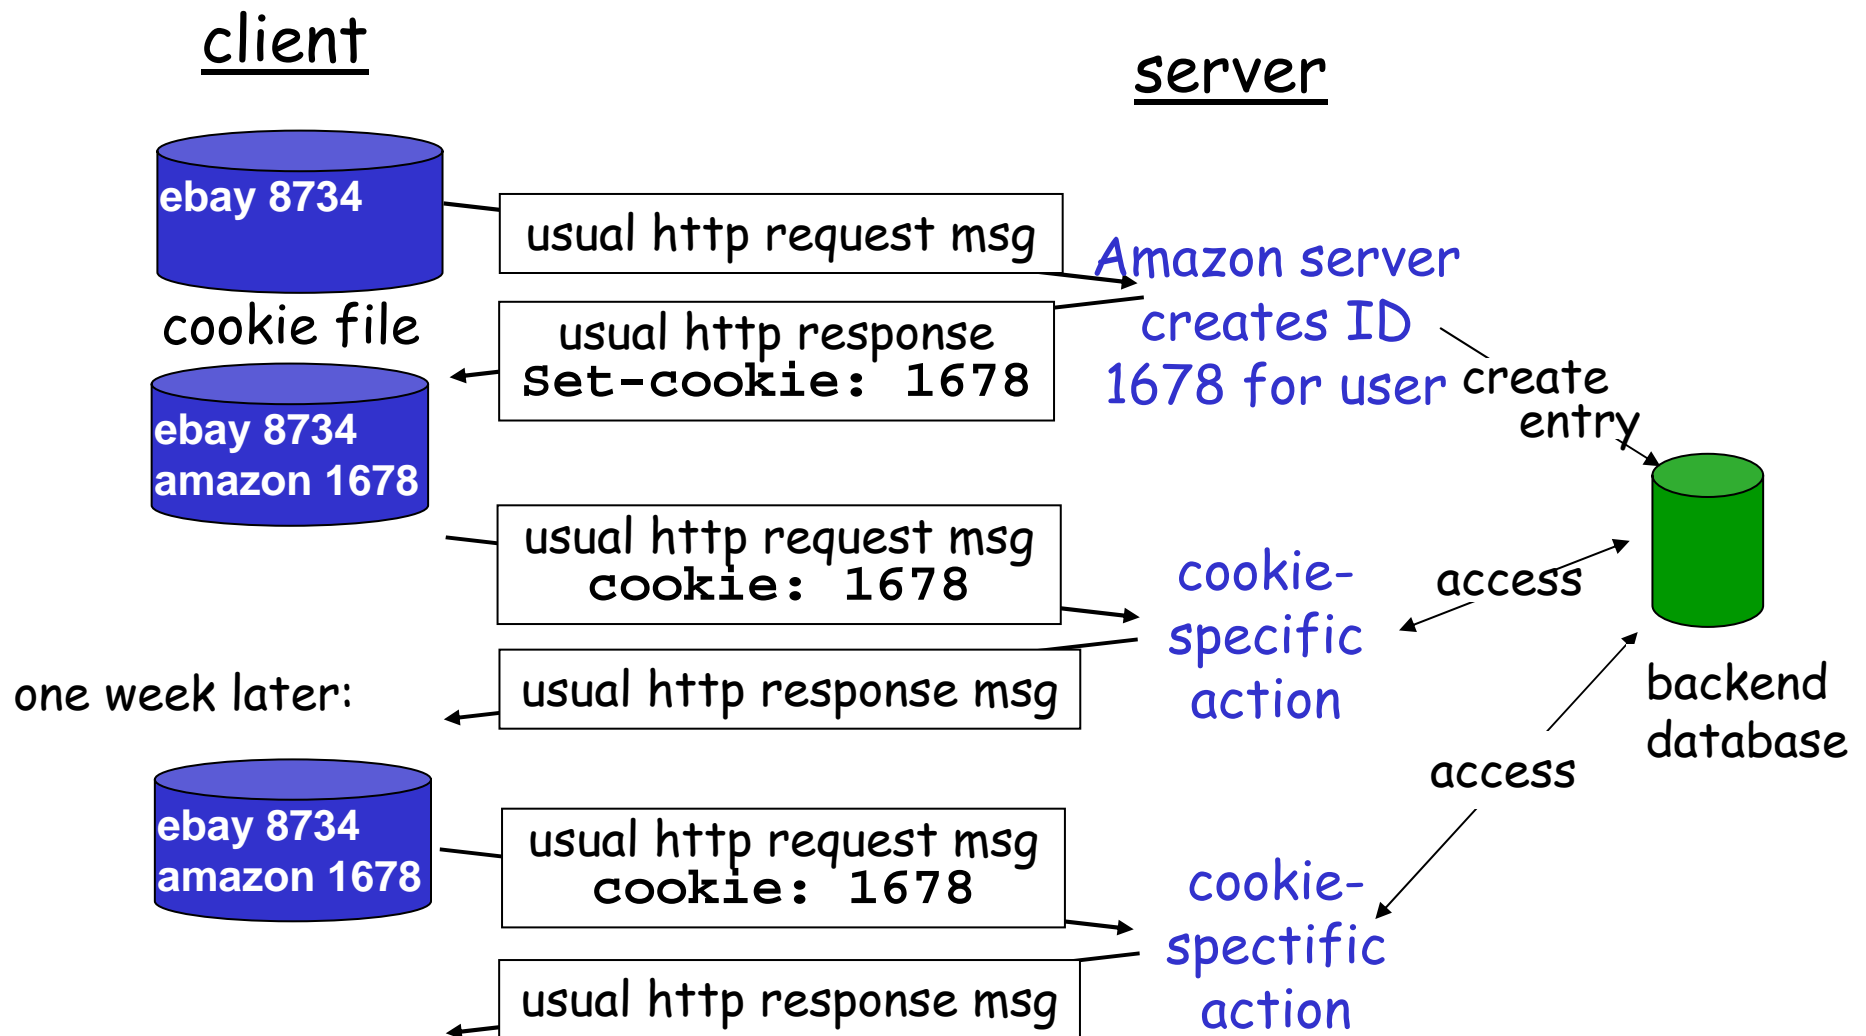 client
server
ebay 8734
usual http request msg
cookie file
Amazon server
creates ID
1678 for user
usual http response
Set-cookie: 1678
create
entry
ebay 8734
amazon 1678
usual http request msg
cookie: 1678
cookie-
specific
action
access
usual http response msg
one week later:
backend
database
access
ebay 8734
amazon 1678
usual http request msg
cookie: 1678
cookie-
spectific
action
usual http response msg